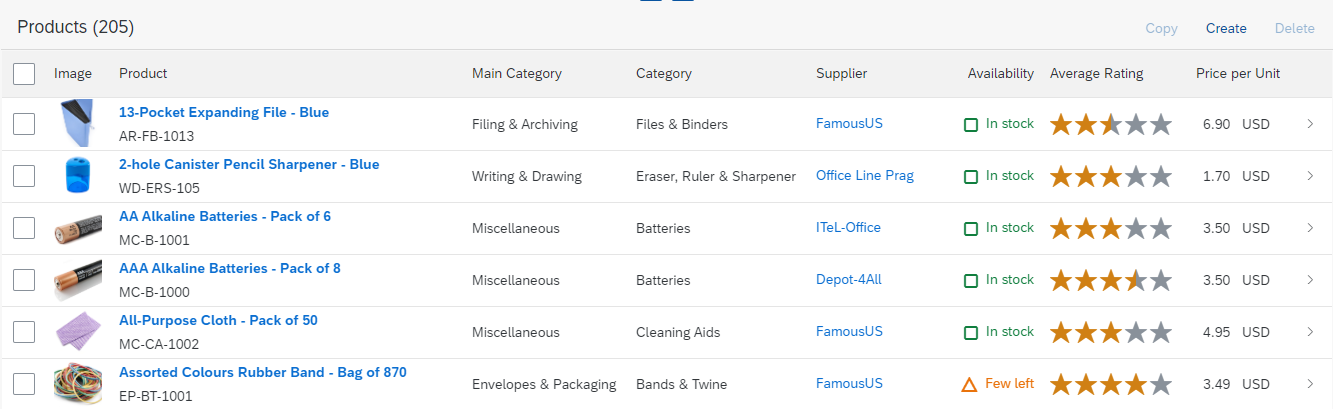 Products (205)
Copy Create Delete
Image Product Main Category Category Supplier Availability Average Rating Price per Unit
13-Pocket Expanding File - Blue
AR-FB-1013
Filing & Archiving Files & Binders FamousUS In stock 6.90 USD
2-hole Canister Pencil Sharpener - Blue
WD-ERS-105
Writing & Drawing Eraser, Ruler & Sharpener Office Line Prag In stock 1.70 USD
AA Alkaline Batteries - Pack of 6
MC-B-1001
Miscellaneous Batteries ITeL-Office In stock 3.50 USD
AAA Alkaline Batteries - Pack of 8
MC-B-1000
Miscellaneous Batteries Depot-4All In stock 3.50 USD
All-Purpose Cloth - Pack of 50
MC-CA-1002
Miscellaneous Cleaning Aids FamousUS In stock 4.95 USD
Assorted Colours Rubber Band - Bag of 870
EP-BT-1001
Envelopes & Packaging Bands & Twine FamousUS Few left 3.49 USD